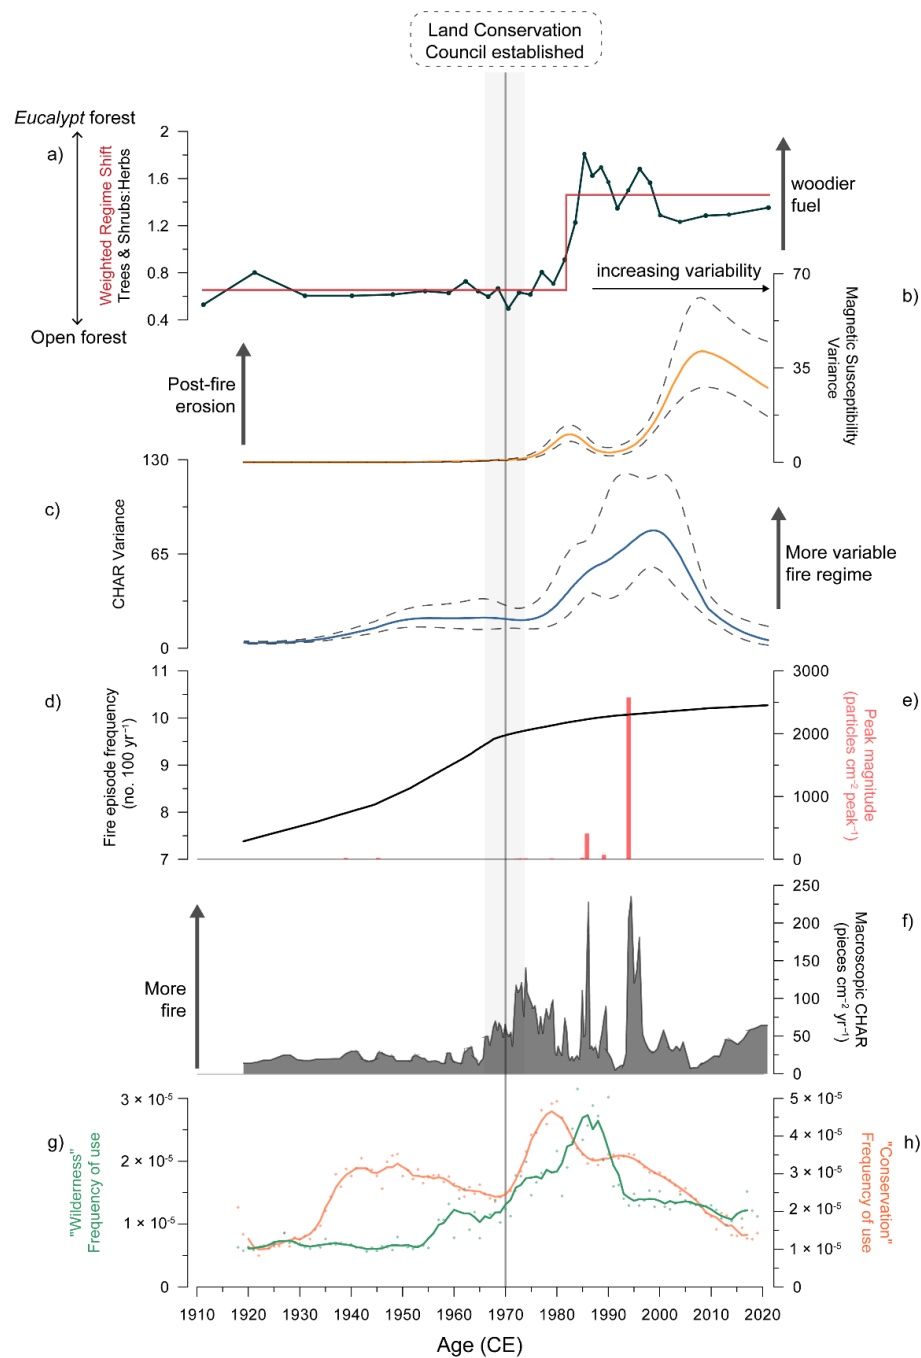 Land Conservation
Council established
Eucalypt forest
a)
Weighted Regime Shift
Trees & Shrubs:Herbs
Open forest
2
1.6
1.2
0.8
0.4
woodier
fuel
increasing variability
b)
70
35
0
Magnetic Susceptibility
Variance
Post-fire
erosion
c)
CHAR Variance
130
65
0
More variable
fire regime
d)
Fire episode frequency
(no. 100 yr⁻¹)
11
10
9
8
7
e)
3000
2000
1000
0
Peak magnitude
(particles cm⁻² peak⁻¹)
f)
250
200
150
100
50
0
Macroscopic CHAR
(pieces cm⁻² yr⁻¹)
More
fire
g)
"Wilderness"
Frequency of use
3 × 10⁻⁵
2 × 10⁻⁵
1 × 10⁻⁵
0
h)
5 × 10⁻⁵
4 × 10⁻⁵
3 × 10⁻⁵
2 × 10⁻⁵
1 × 10⁻⁵
0
"Conservation"
Frequency of use
1910 1920 1930 1940 1950 1960 1970 1980 1990 2000 2010 2020
Age (CE)